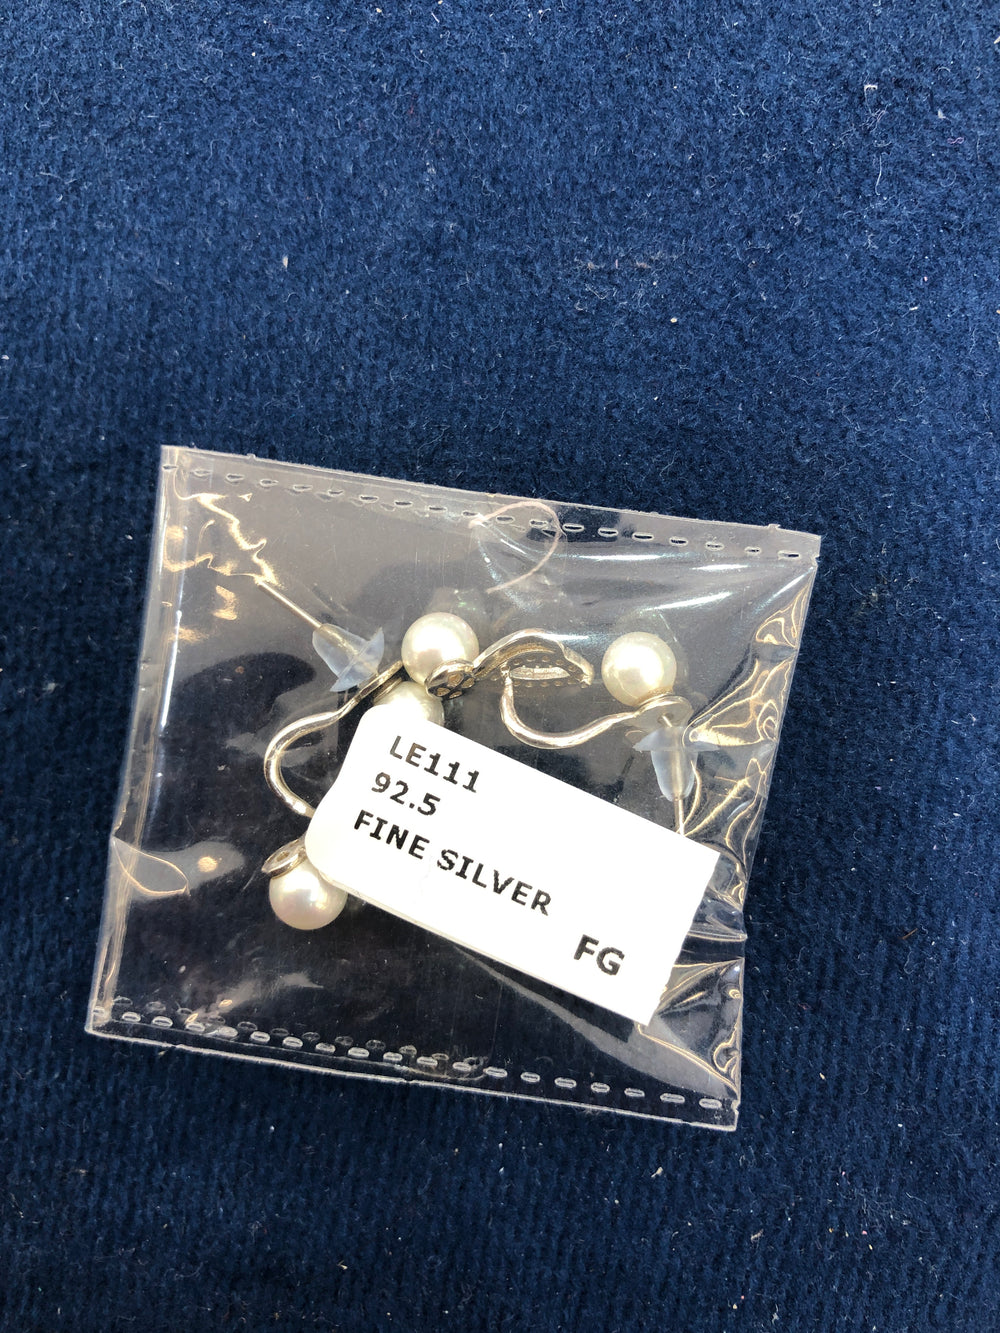 LE111
92.5
FINE SILVER
FG